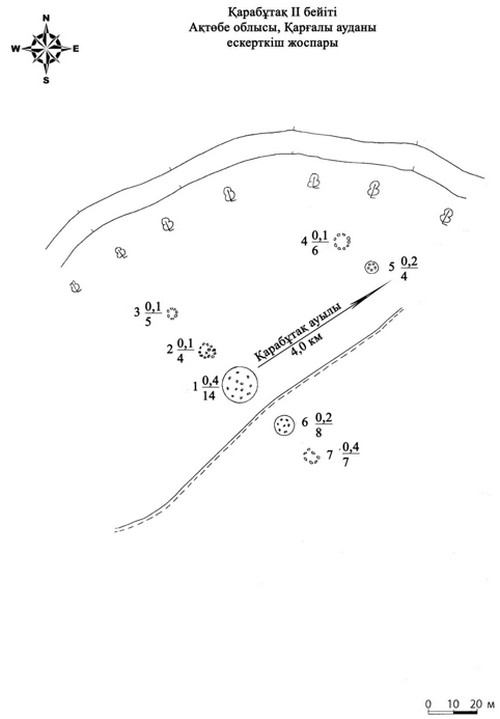 Қарабұтақ II бейіті
Ақтөбе облысы, Қарғалы ауданы
ескерткіш жоспары
N
W E
S
4 0,1
6
5 0,2
4
3 0,1
5
Қарабұтақ ауылы
4,0 км
2 0,1
4
1 0,4
14
6 0,2
8
7 0,4
7
0 10 20 м